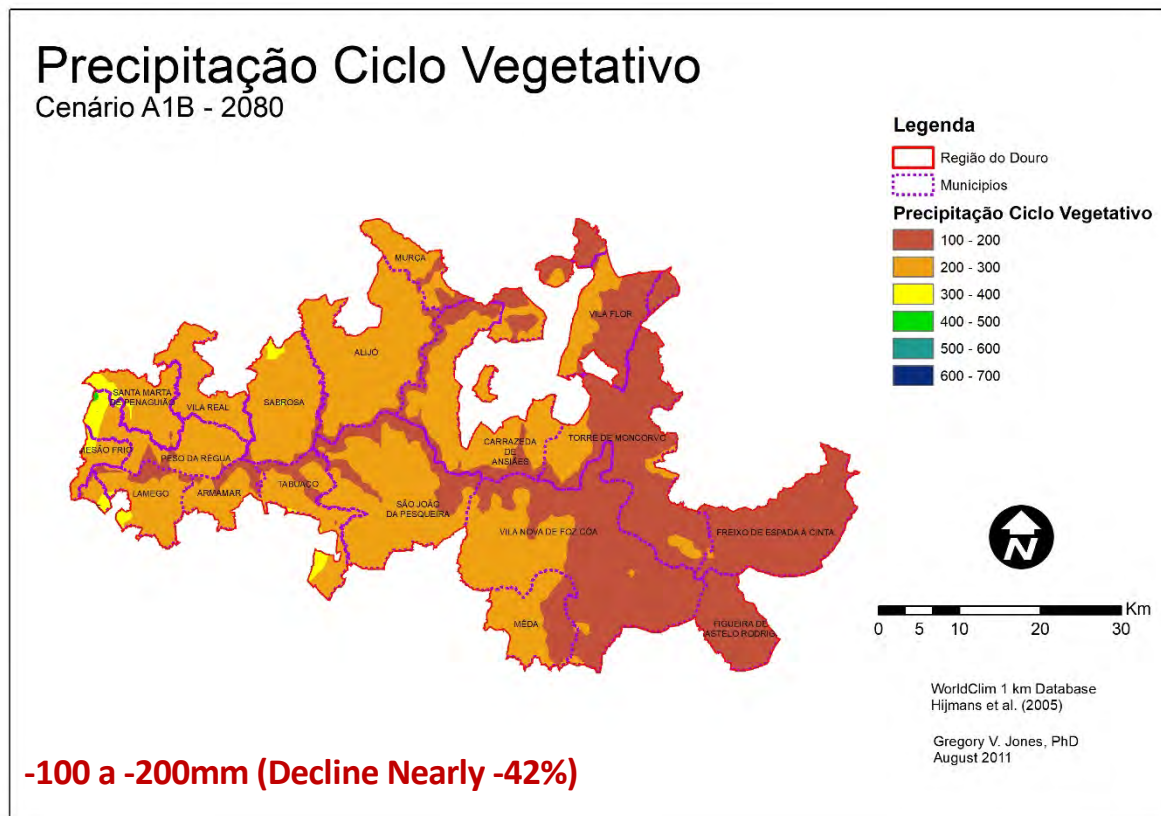 Precipitação Ciclo Vegetativo
Cenário A1B - 2080
Legenda
Região do Douro
Municipios
Precipitação Ciclo Vegetativo
100 - 200
200 - 300
300 - 400
400 - 500
500 - 600
600 - 700
MURÇA
VILA FLOR
ALIJÓ
SANTA MARTA
DE PENAGUIÃO
VILA REAL
SABROSA
MESÃO FRIO
PESO DA RÉGUA
CARRAZEDA
DE
ANSIÃES
TORRE DE MONCORVO
LAMEGO
ARMAMAR
TABUAÇO
SÃO JOÃO
DA PESQUEIRA
VILA NOVA DE FOZ CÔA
FREIXO DE ESPADA À CINTA
MÊDA
FIGUEIRA DE
ASTELO RODRIG
N
Km
0 5 10 20 30
WorldClim 1 km Database
Hijmans et al. (2005)
Gregory V. Jones, PhD
August 2011
-100 a -200mm (Decline Nearly -42%)